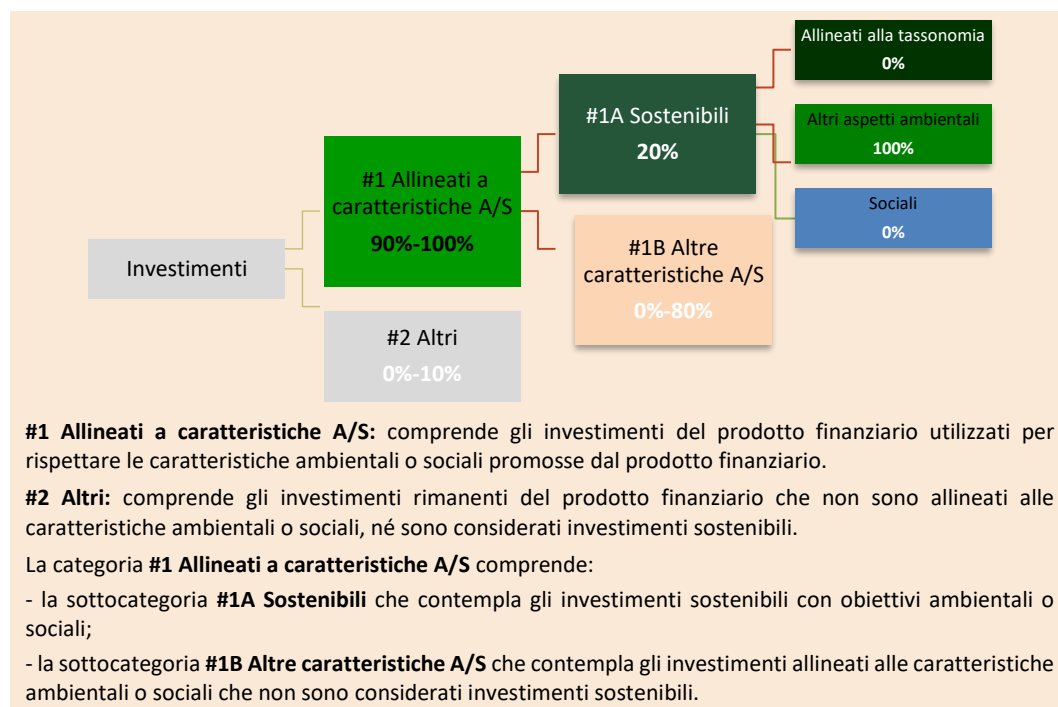 Allineati alla tassonomia
0%
#1A Sostenibili
20%
Altri aspetti ambientali
100%
#1 Allineati a
caratteristiche A/S
90%-100%
Sociali
0%
Investimenti
#1B Altre
caratteristiche A/S
0%-80%
#2 Altri
0%-10%
#1 Allineati a caratteristiche A/S: comprende gli investimenti del prodotto finanziario utilizzati per
rispettare le caratteristiche ambientali o sociali promosse dal prodotto finanziario.
#2 Altri: comprende gli investimenti rimanenti del prodotto finanziario che non sono allineati alle
caratteristiche ambientali o sociali, né sono considerati investimenti sostenibili.
La categoria #1 Allineati a caratteristiche A/S comprende:
- la sottocategoria #1A Sostenibili che contempla gli investimenti sostenibili con obiettivi ambientali o
sociali;
- la sottocategoria #1B Altre caratteristiche A/S che contempla gli investimenti allineati alle caratteristiche
ambientali o sociali che non sono considerati investimenti sostenibili.